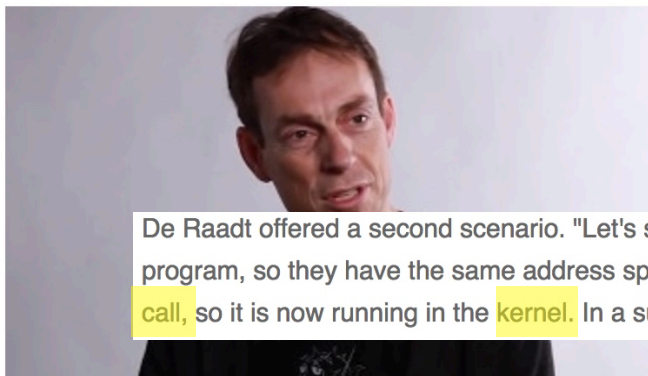 De Raadt offered a second scenario. "Let's
program, so they have the same address
call, so it is now running in the kernel. In a